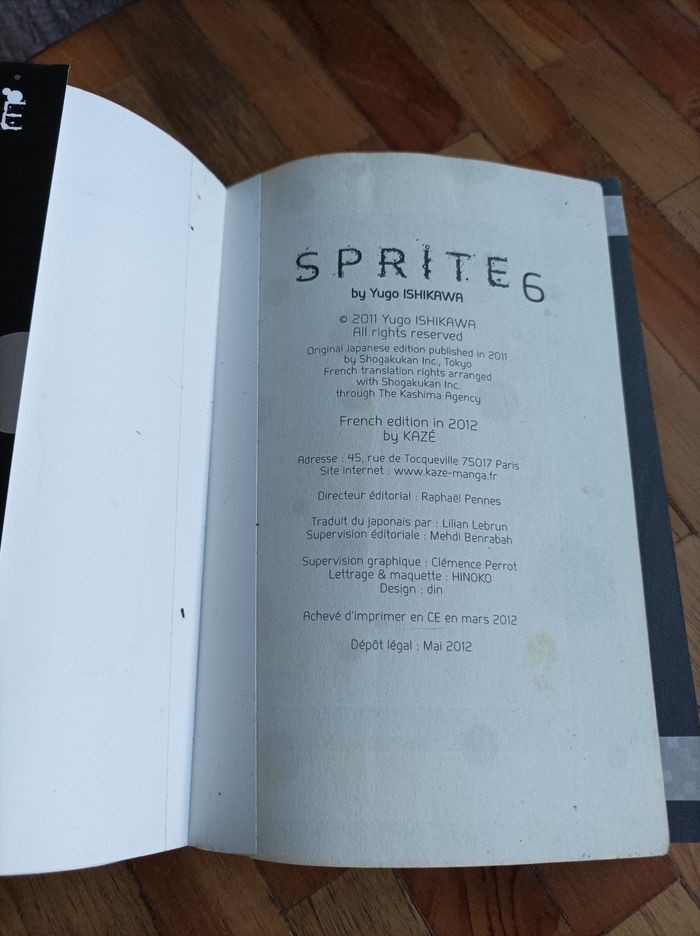 SPRITE 6
by Yugo ISHIKAWA
© 2011 Yugo ISHIKAWA
All rights reserved
Original Japanese edition published in 2011
by Shogakukan Inc., Tokyo
French translation rights arranged
with Shogakukan Inc.
through The Kashima Agency
French edition in 2012
by KAZÉ
Adresse : 45, rue de Tocqueville 75017 Paris
Site internet : www.kaze-manga.fr
Directeur éditorial : Raphaël Pennes
Traduit du japonais par : Lilian Lebrun
Supervision éditoriale : Mehdi Benrabah
Supervision graphique : Clémence Perrot
Lettrage & maquette : HINOKO
Design : din
Achevé d'imprimer en CE en mars 2012
Dépôt légal : Mai 2012